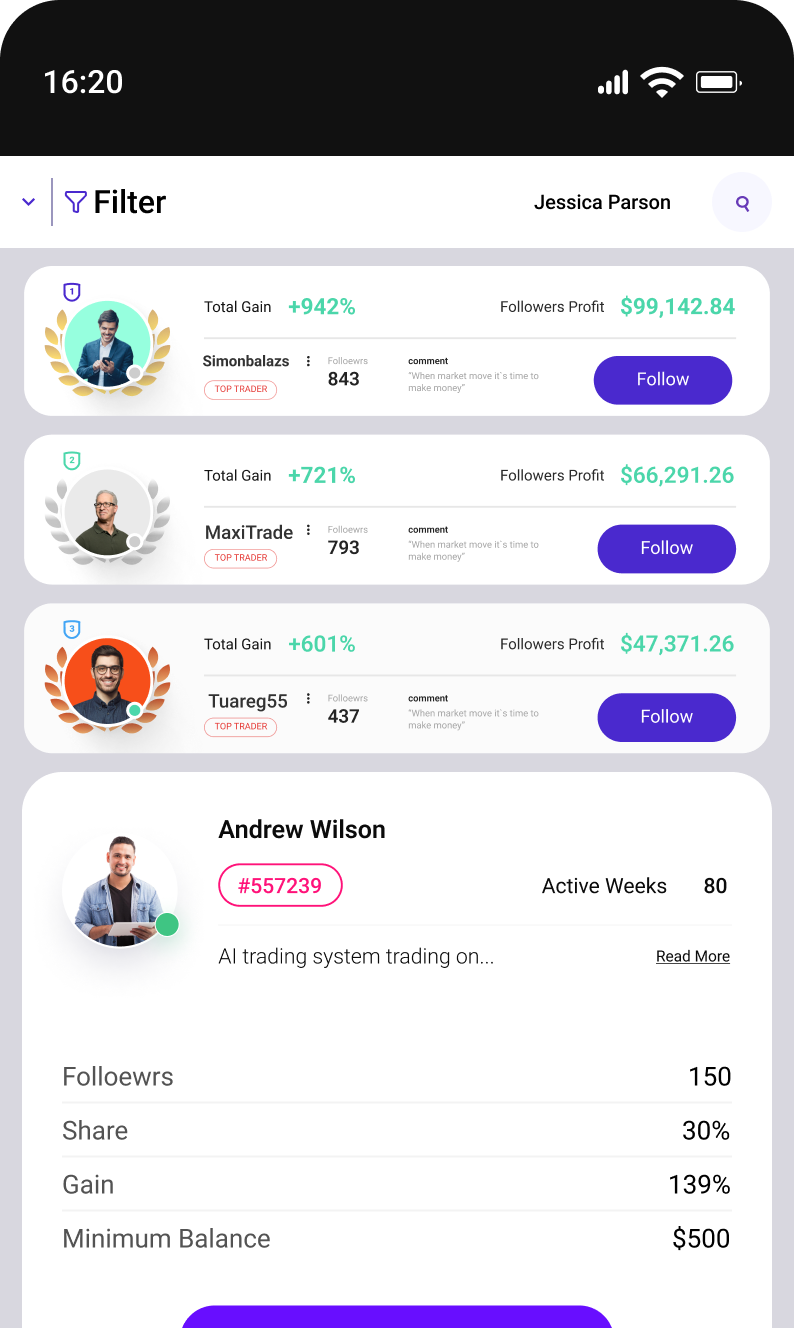 16:20
Filter
Jessica Parson
1
Total Gain +942% Followers Profit $99,142.84
Simonbalazs Folloewrs comment
843 "When market move it`s time to
make money" Follow
TOP TRADER
2
Total Gain +721% Followers Profit $66,291.26
MaxiTrade Folloewrs comment
793 "When market move it`s time to
make money" Follow
TOP TRADER
3
Total Gain +601% Followers Profit $47,371.26
Tuareg55 Folloewrs comment
437 "When market move it`s time to
make money" Follow
TOP TRADER
Andrew Wilson
#557239 Active Weeks 80
AI trading system trading on... Read More
Folloewrs 150
Share 30%
Gain 139%
Minimum Balance $500